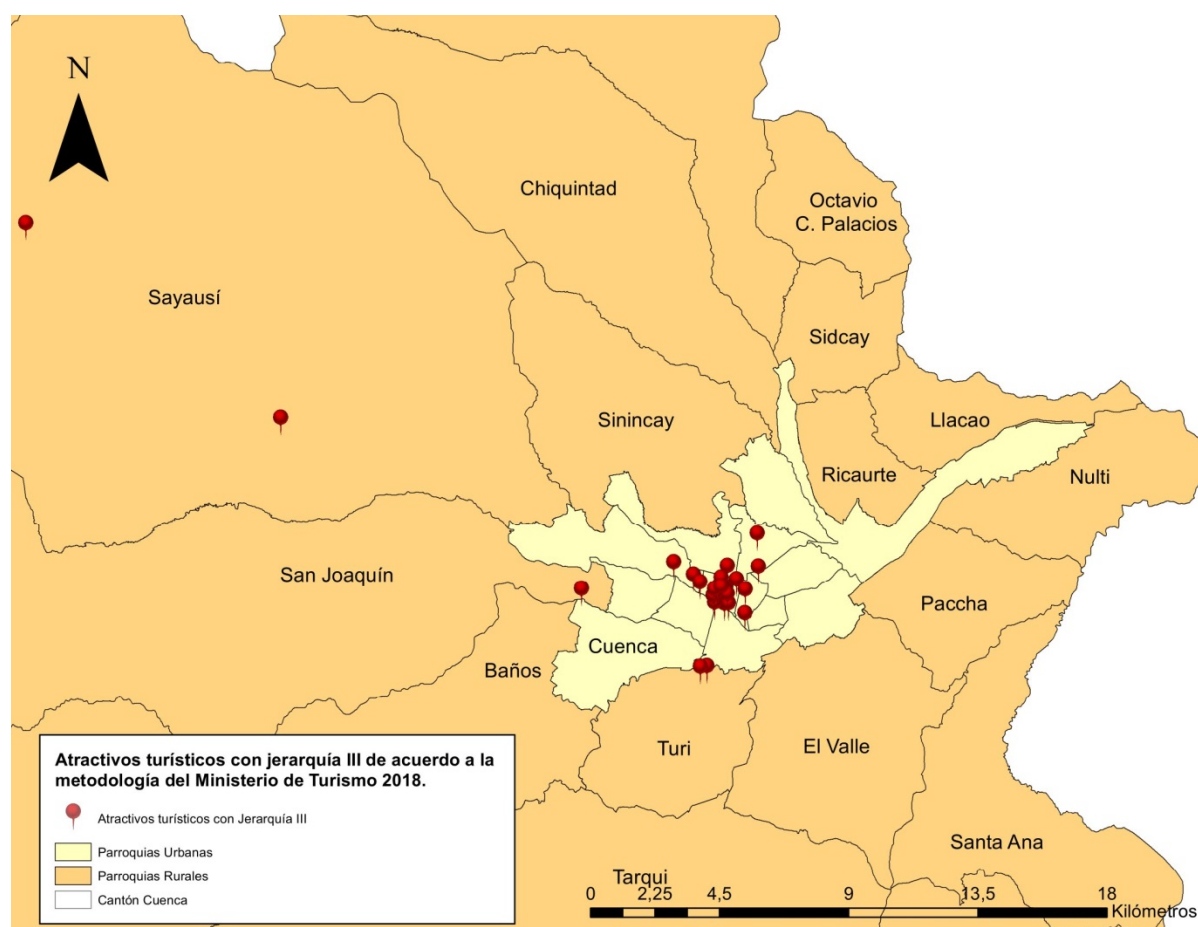 N
Chiquintad
Octavio
C. Palacios
Sayausí
Sidcay
Sinincay
Llacao
Ricaurte
Nulti
San Joaquín
Paccha
Cuenca
Baños
Turi
El Valle
Santa Ana
Tarqui
Atractivos turísticos con jerarquía III de acuerdo a la
metodología del Ministerio de Turismo 2018.
Atractivos turísticos con Jerarquía III
Parroquias Urbanas
Parroquias Rurales
Cantón Cuenca
0 2,25 4,5 9 13,5 18
Kilómetros